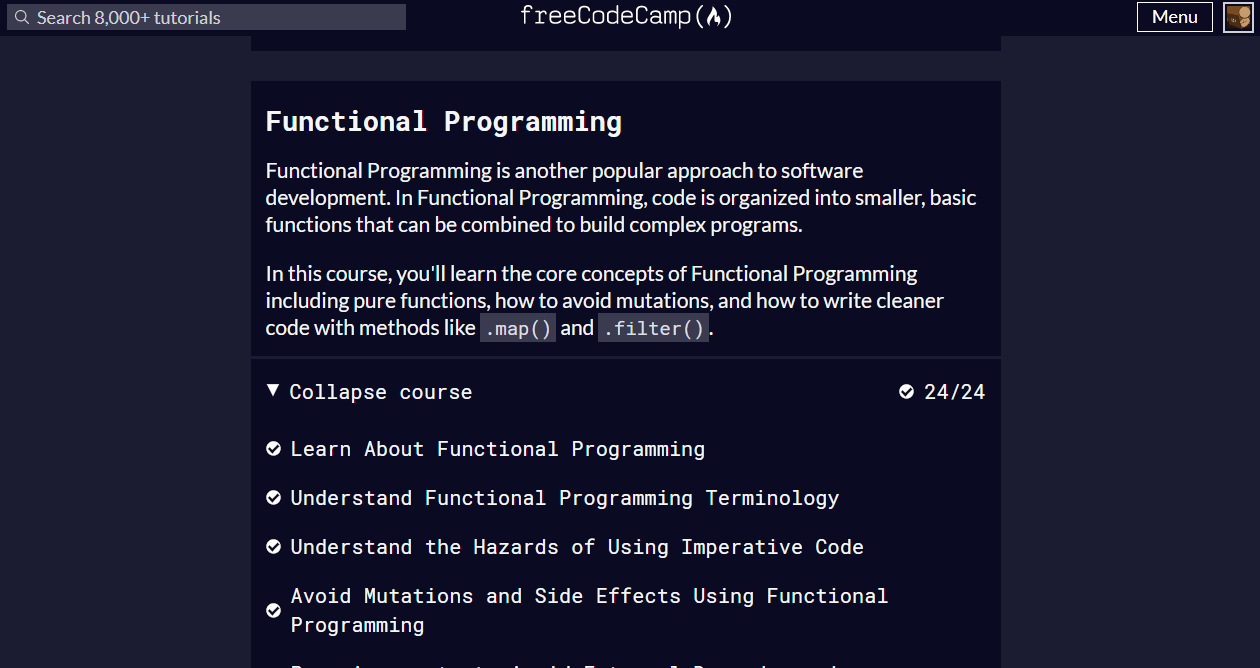 Search 8,000+ tutorials
freeCodeCamp
Menu
Functional Programming
Functional Programming is another popular approach to software
development. In Functional Programming, code is organized into smaller, basic
functions that can be combined to build complex programs.
In this course, you'll learn the core concepts of Functional Programming
including pure functions, how to avoid mutations, and how to write cleaner
code with methods like .map() and .filter().
Collapse course
24/24
Learn About Functional Programming
Understand Functional Programming Terminology
Understand the Hazards of Using Imperative Code
Avoid Mutations and Side Effects Using Functional
Programming